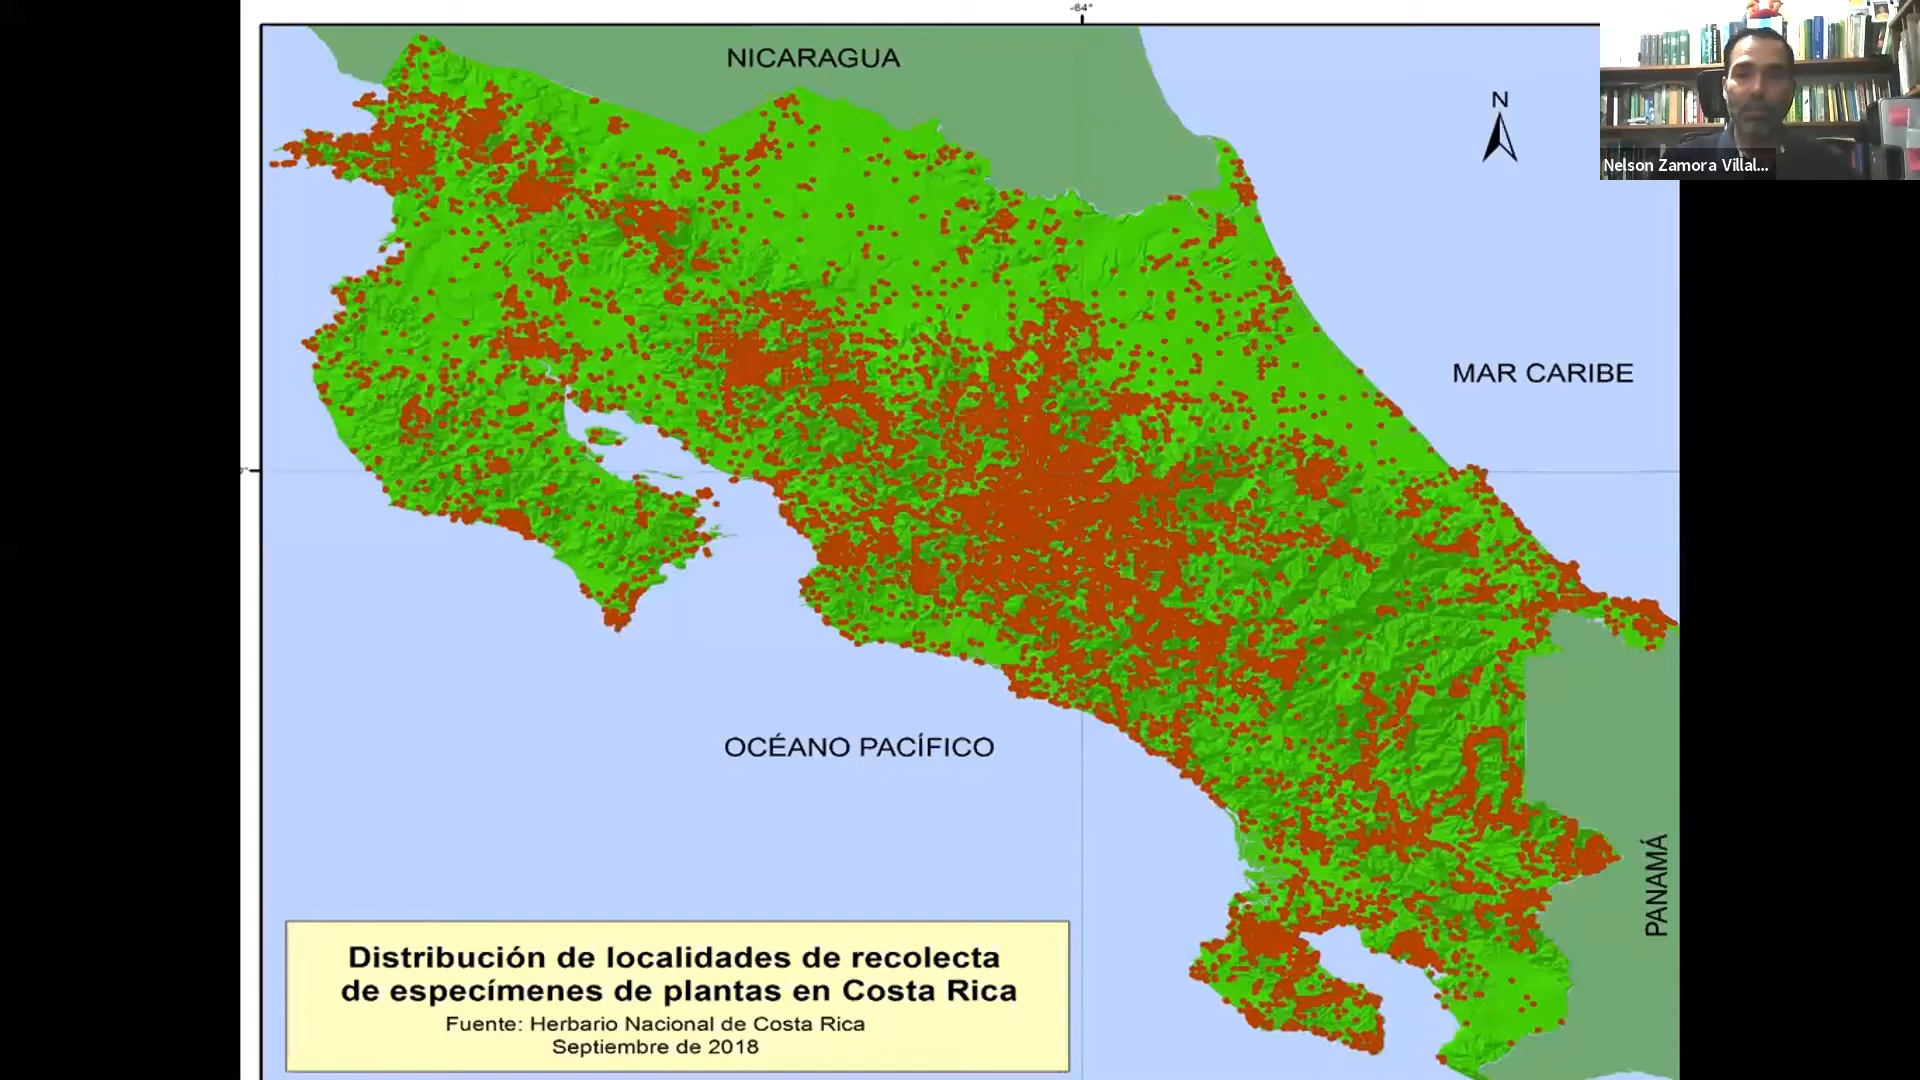 -84°
NICARAGUA
N
Nelson Zamora Villal...
MAR CARIBE
OCÉANO PACÍFICO
PANAMÁ
Distribución de localidades de recolecta
de especímenes de plantas en Costa Rica
Fuente: Herbario Nacional de Costa Rica
Septiembre de 2018